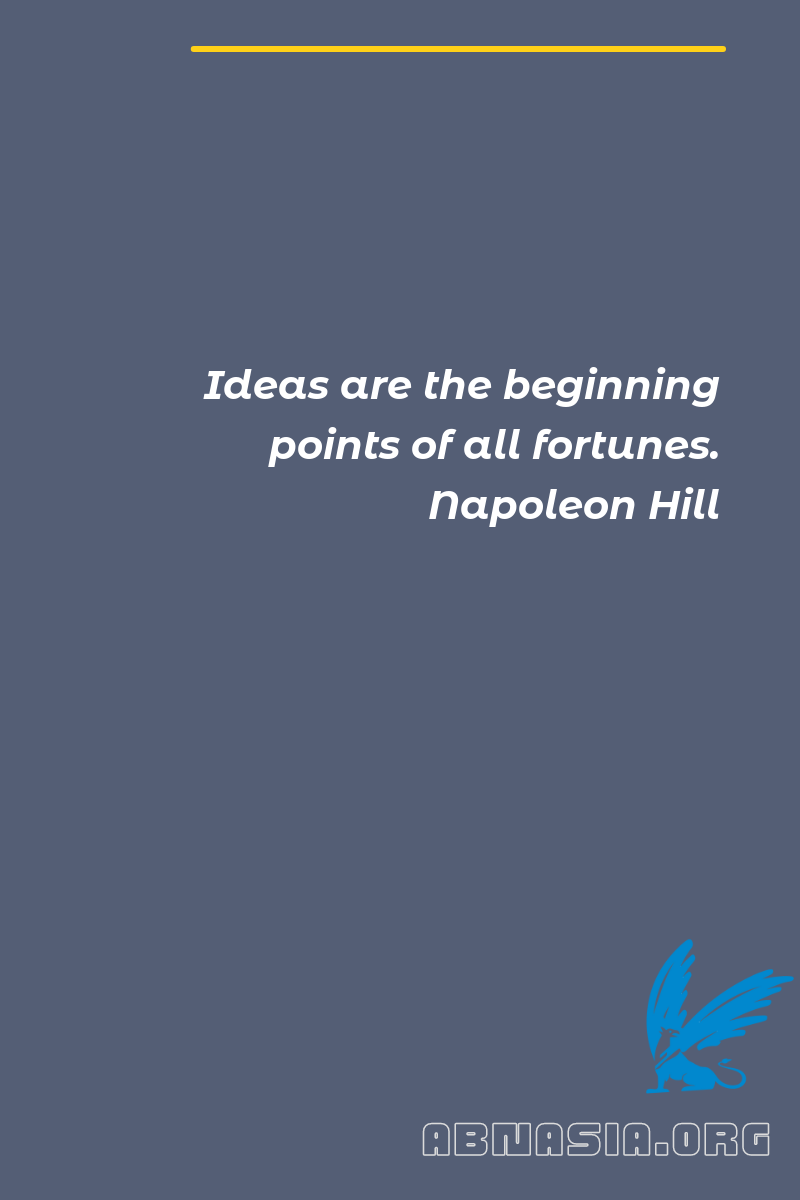 Ideas are the beginning
points of all fortunes.
Napoleon Hill
ABNASIA.ORG